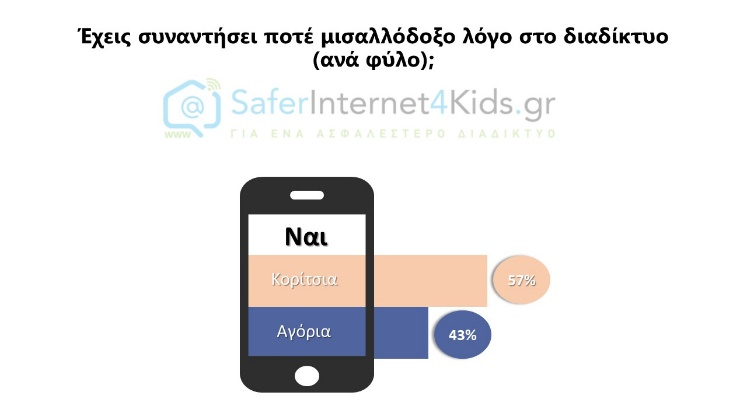 Έχεις συναντήσει ποτέ μισαλλόδοξο λόγο στο διαδίκτυο
(ανά φύλο);
SaferInternet4Kids.gr
www
ΓΙΑ ΕΝΑ ΑΣΦΑΛΕΣΤΕΡΟ ΔΙΑΔΙΚΤΥΟ
Ναι
Κορίτσια 57%
Αγόρια 43%